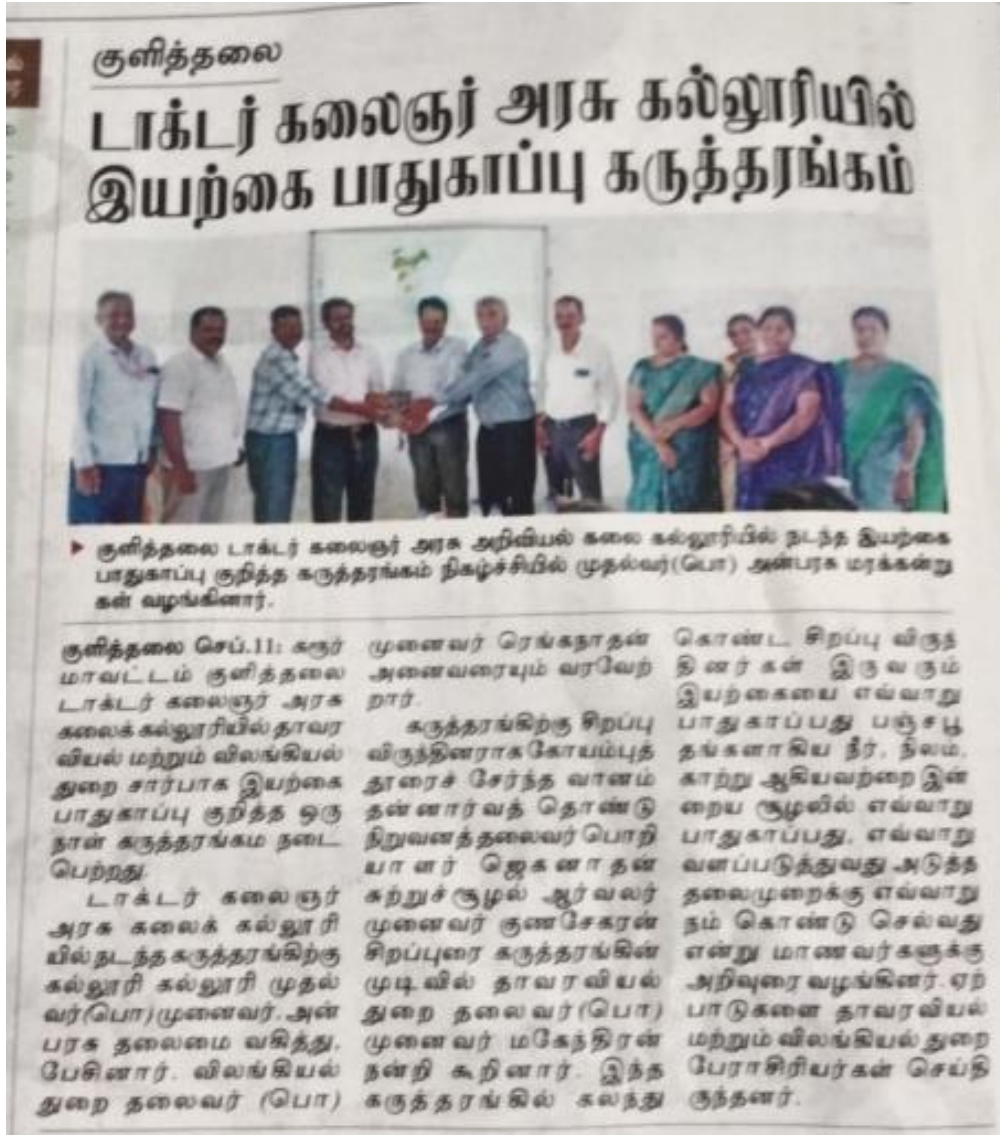 குளித்தலை
டாக்டர் கலைஞர் அரசு கல்லூரியில்
இயற்கை பாதுகாப்பு கருத்தரங்கம்
► குளித்தலை டாக்டர் கலைஞர் அரசு அறிவியல் கலை கல்லூரியில் நடந்த இயற்கை
பாதுகாப்பு குறித்த கருத்தரங்கம் நிகழ்ச்சியில் முதல்வர்(பொ) அன்பரசு மரக்கன்று
கள் வழங்கினார்.
குளித்தலை செப்.11: கரூர்
மாவட்டம் குளித்தலை
டாக்டர் கலைஞர் அரசு
கலைக் கல்லூரியில் தாவர
வியல் மற்றும் விலங்கியல்
துறை சார்பாக இயற்கை
பாதுகாப்பு குறித்த ஒரு
நாள் கருத்தரங்கம நடை
பெற்றது.
டாக்டர் கலைஞர்
அரசு கலைக் கல்லூரி
யில் நடந்த கருத்தரங்கிற்கு
கல்லூரி கல்லூரி முதல்
வர்(பொ) முனைவர். அன்
பரசு தலைமை வகித்து,
பேசினார். விலங்கியல்
துறை தலைவர் (பொ)
முனைவர் ரெங்கநாதன்
அனைவரையும் வரவேற்
றார்.
கருத்தரங்கிற்கு சிறப்பு
விருந்தினராக கோயம்புத்
தூரைச் சேர்ந்த வானம்
தன்னார்வத் தொண்டு
நிறுவனத் தலைவர் பொறி
யாளர் ஜெகனாதன்
சுற்றுச்சூழல் ஆர்வலர்
முனைவர் குணசேகரன்
சிறப்புரை கருத்தரங்கின்
முடிவில் தாவரவியல்
துறை தலைவர் (பொ)
முனைவர் மகேந்திரன்
நன்றி கூறினார். இந்த
கருத்தரங்கில் கலந்து
கொண்ட சிறப்பு விருந்
தினர்கள் இருவரும்
இயற்கையை எவ்வாறு
பாதுகாப்பது பஞ்சபூ
தங்களாகிய நீர், நிலம்,
காற்று ஆகியவற்றை இன்
றைய சூழலில் எவ்வாறு
பாதுகாப்பது, எவ்வாறு
வளப்படுத்துவது அடுத்த
தலைமுறைக்கு எவ்வாறு
நம் கொண்டு செல்வது
என்று மாணவர்களுக்கு
அறிவுரை வழங்கினர். ஏற்
பாடுகளை தாவரவியல்
மற்றும் விலங்கியல் துறை
பேராசிரியர்கள் செய்தி
ருந்தனர்.